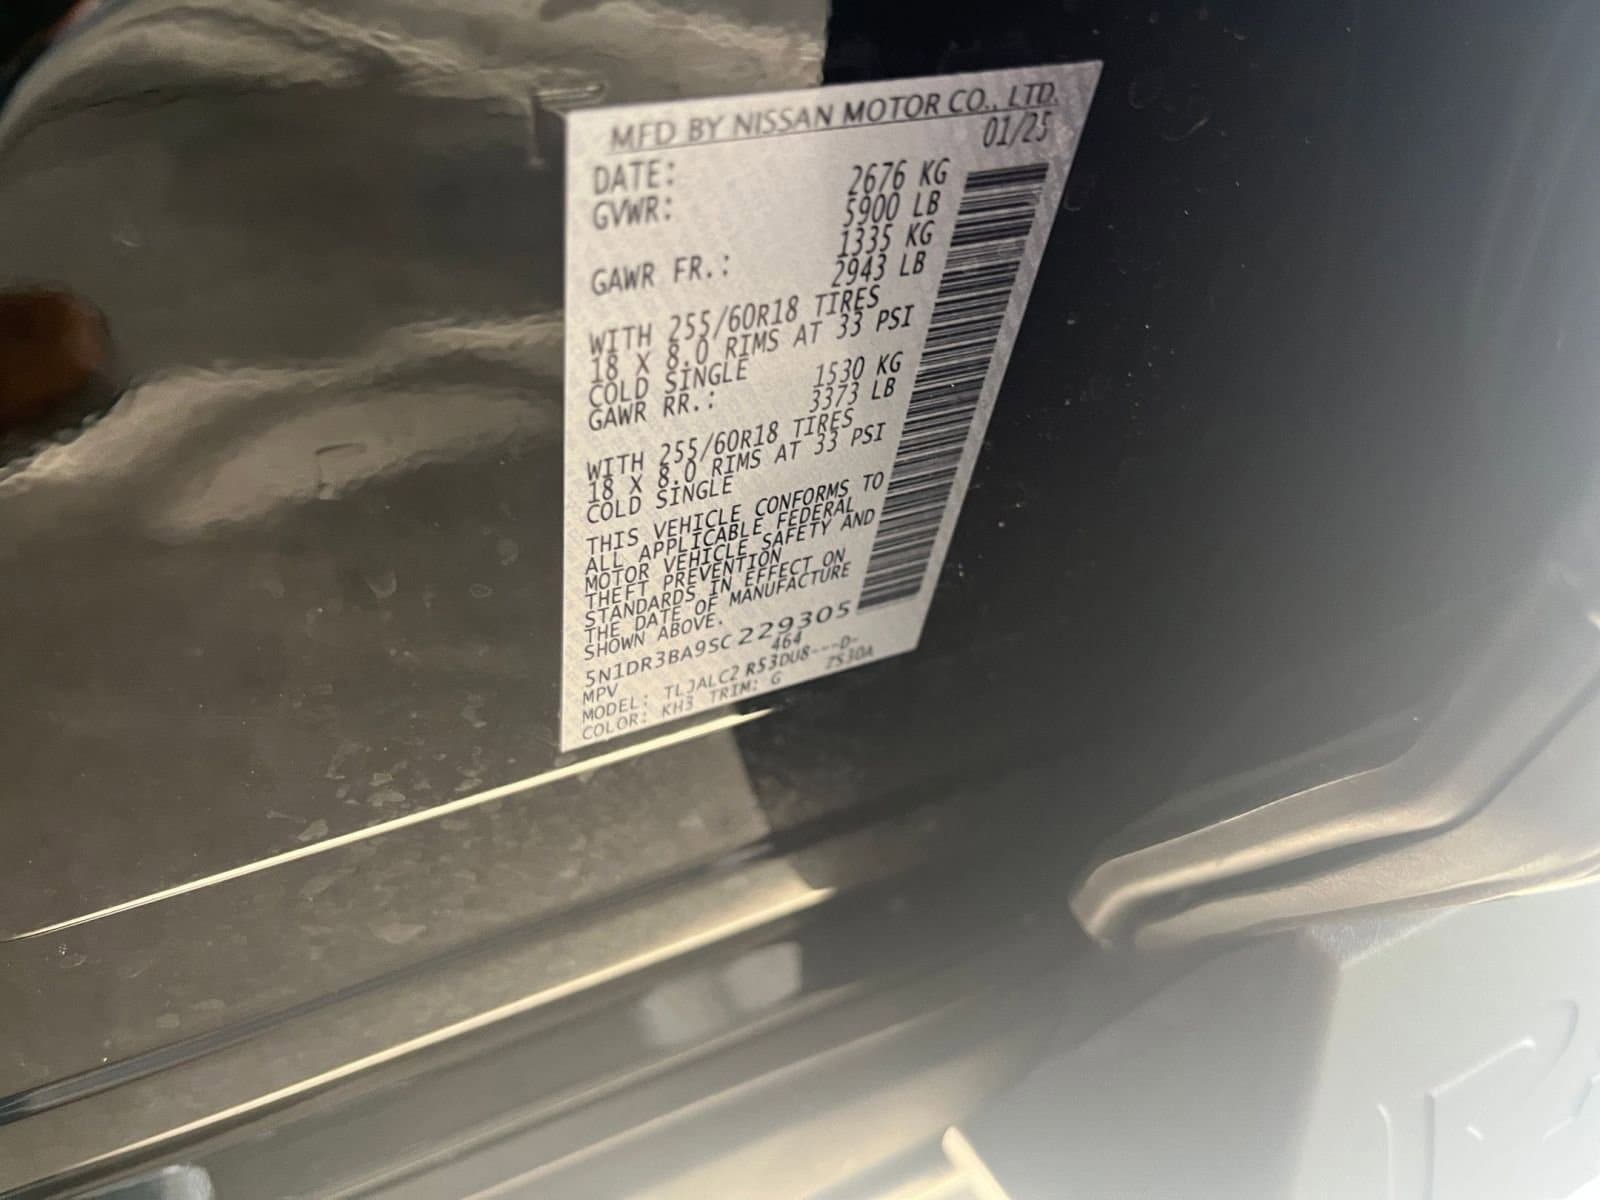 MFD BY NISSAN MOTOR CO., LTD.
DATE: 01/25
GVWR: 2676 KG
5900 LB
GAWR FR.: 1335 KG
2943 LB
WITH 255/60R18 TIRES
18 X 8.0 RIMS AT 33 PSI
COLD SINGLE
GAWR RR.: 1530 KG
3373 LB
WITH 255/60R18 TIRES
18 X 8.0 RIMS AT 33 PSI
COLD SINGLE
THIS VEHICLE CONFORMS TO
ALL APPLICABLE FEDERAL
MOTOR VEHICLE SAFETY AND
THEFT PREVENTION
STANDARDS IN EFFECT ON
THE DATE OF MANUFACTURE
SHOWN ABOVE.
5N1DR3BA9SC229305
MPV 464
MODEL: TLJALC2 R53DU8---D-
COLOR: KH3 TRIM: G ZS30A